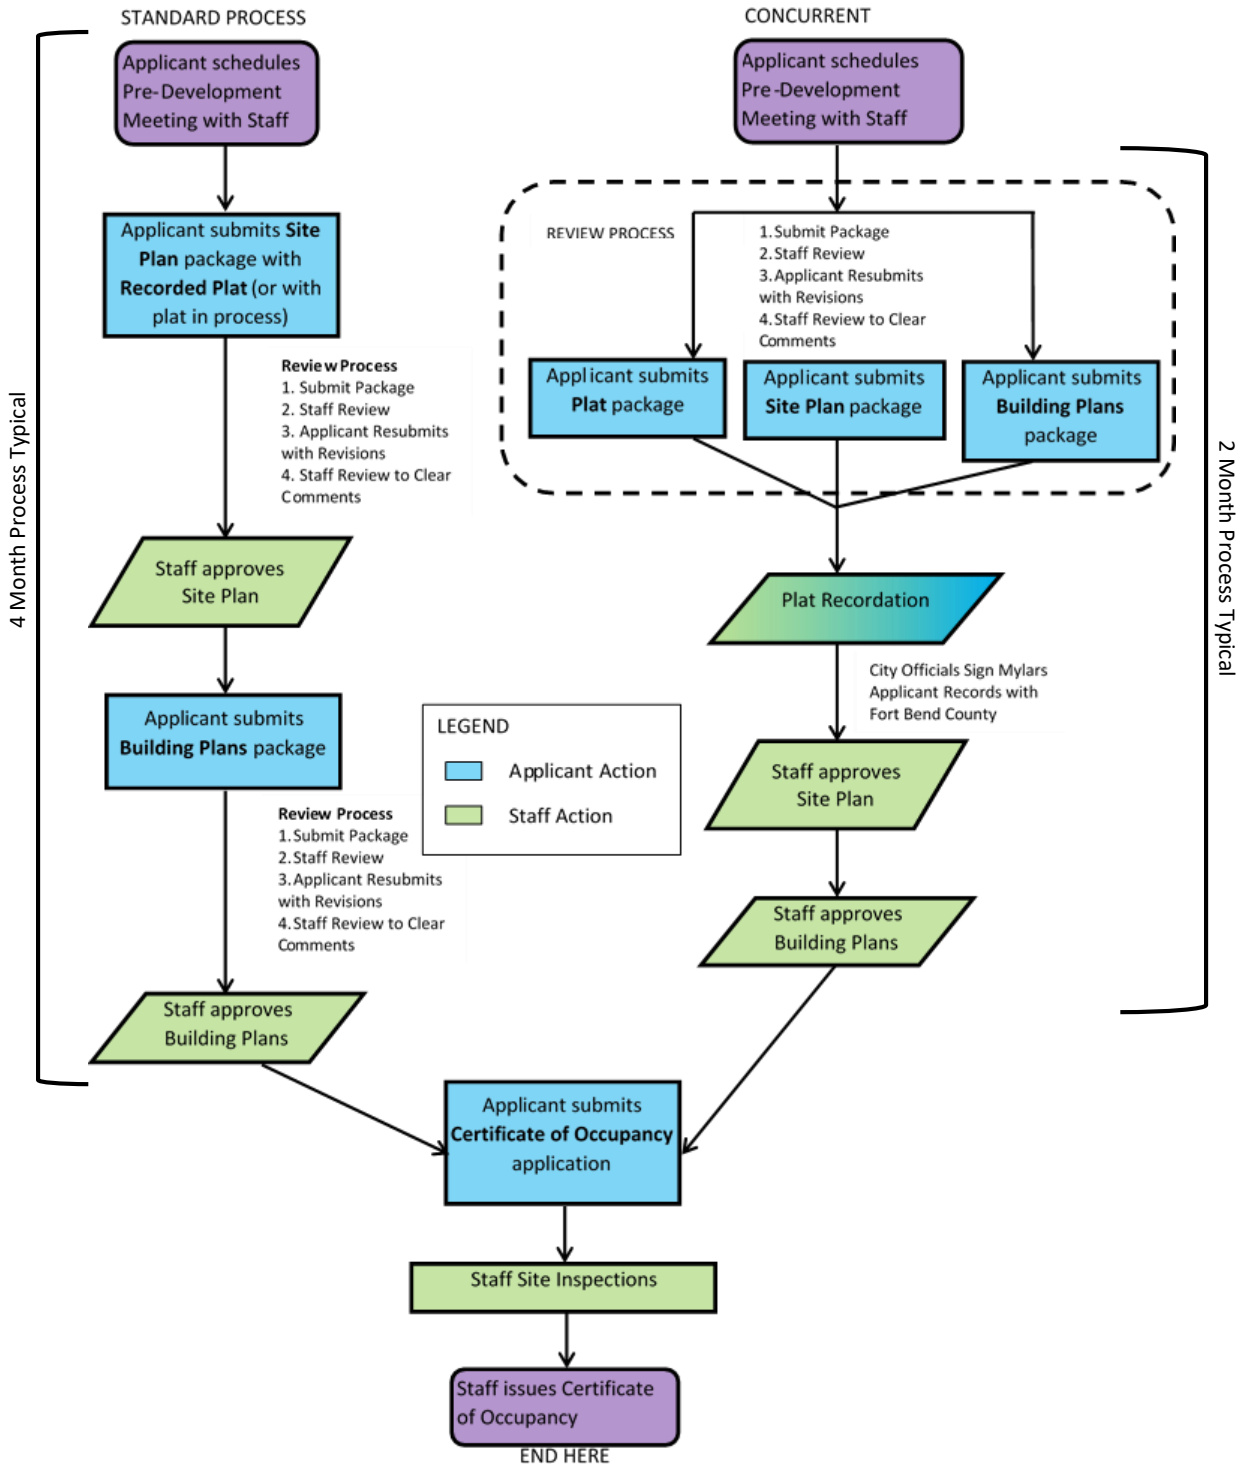 STANDARD PROCESS
Applicant schedules
Pre-Development
Meeting with Staff
Applicant submits Site
Plan package with
Recorded Plat (or with
plat in process)
Review Process
1. Submit Package
2. Staff Review
3. Applicant Resubmits
with Revisions
4. Staff Review to Clear
Comments
Staff approves
Site Plan
Applicant submits
Building Plans package
Review Process
1.Submit Package
2.Staff Review
3.Applicant Resubmits
with Revisions
4.Staff Review to Clear
Comments
Staff approves
Building Plans
4 Month Process Typical
CONCURRENT
Applicant schedules
Pre-Development
Meeting with Staff
REVIEW PROCESS
1.Submit Package
2.Staff Review
3.Applicant Resubmits
with Revisions
4.Staff Review to Clear
Comments
Applicant submits
Plat package
Applicant submits
Site Plan package
Applicant submits
Building Plans
package
Plat Recordation
City Officials Sign Mylars
Applicant Records with
Fort Bend County
Staff approves
Site Plan
Staff approves
Building Plans
2 Month Process Typical
LEGEND
Applicant Action
Staff Action
Applicant submits
Certificate of Occupancy
application
Staff Site Inspections
Staff issues Certificate
of Occupancy
END HERE